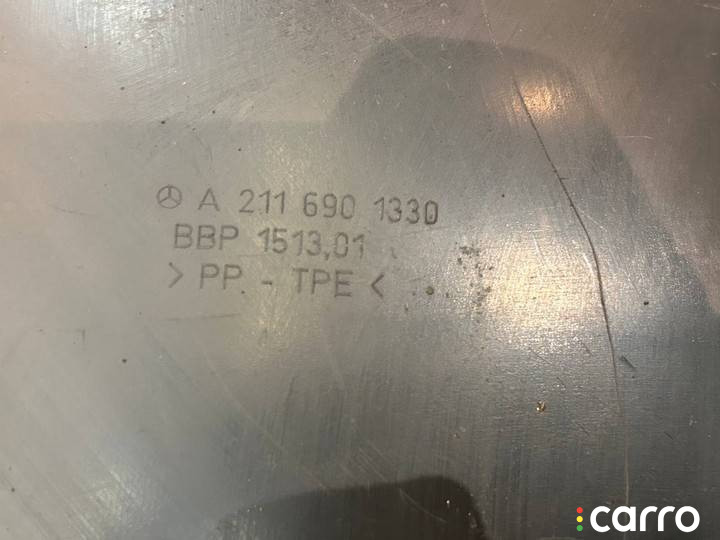 A 211 690 1330
BBP 1513,01
> PP - TPE <
carro